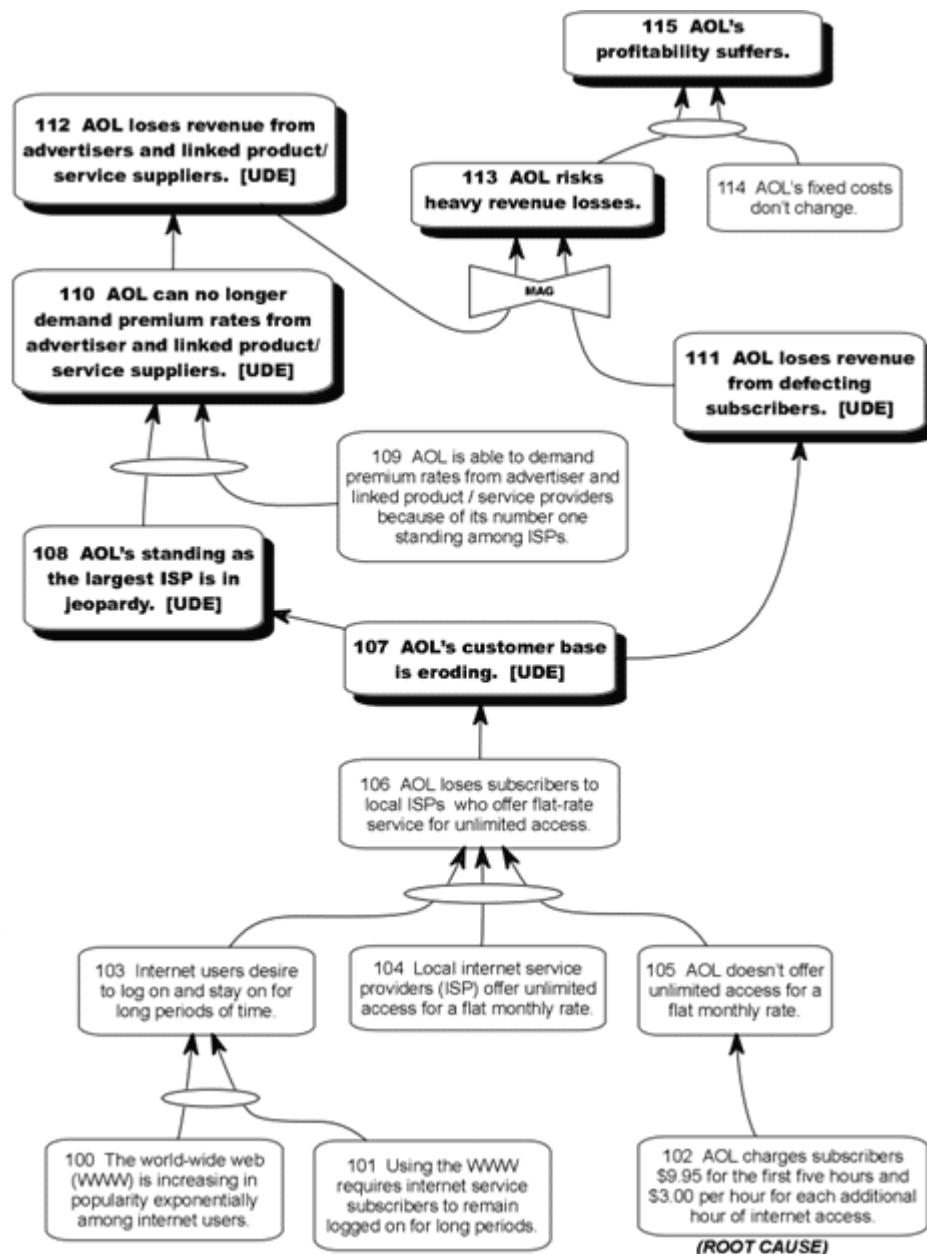 115 AOL's
profitability suffers.
112 AOL loses revenue from
advertisers and linked product/
service suppliers. [UDE]
113 AOL risks
heavy revenue losses.
114 AOL's fixed costs
don't change.
MAG
110 AOL can no longer
demand premium rates from
advertiser and linked product/
service suppliers. [UDE]
111 AOL loses revenue
from defecting
subscribers. [UDE]
109 AOL is able to demand
premium rates from advertiser and
linked product / service providers
because of its number one
standing among ISPs.
108 AOL's standing as
the largest ISP is in
jeopardy. [UDE]
107 AOL's customer base
is eroding. [UDE]
106 AOL loses subscribers to
local ISPs who offer flat-rate
service for unlimited access.
103 Internet users desire
to log on and stay on for
long periods of time.
104 Local internet service
providers (ISP) offer unlimited
access for a flat monthly rate.
105 AOL doesn't offer
unlimited access for a
flat monthly rate.
100 The world-wide web
(WWW) is increasing in
popularity exponentially
among internet users.
101 Using the WWW
requires internet service
subscribers to remain
logged on for long periods.
102 AOL charges subscribers
$9.95 for the first five hours and
$3.00 per hour for each additional
hour of internet access.
(ROOT CAUSE)